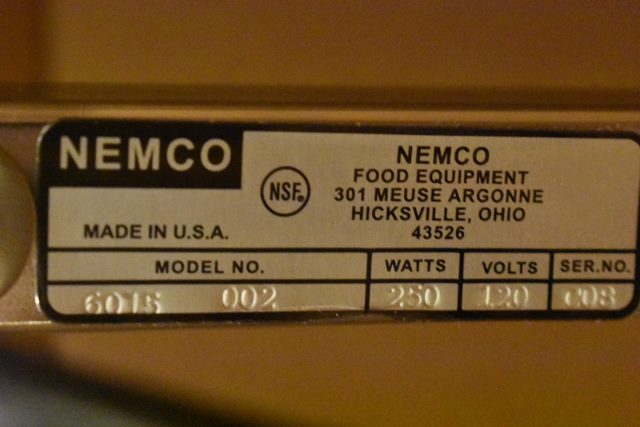 NEMCO
NSF®
MADE IN U.S.A.
NEMCO
FOOD EQUIPMENT
301 MEUSE ARGONNE
HICKSVILLE, OHIO
43526
MODEL NO. WATTS VOLTS SER.NO.
6015 002 250 120 C08